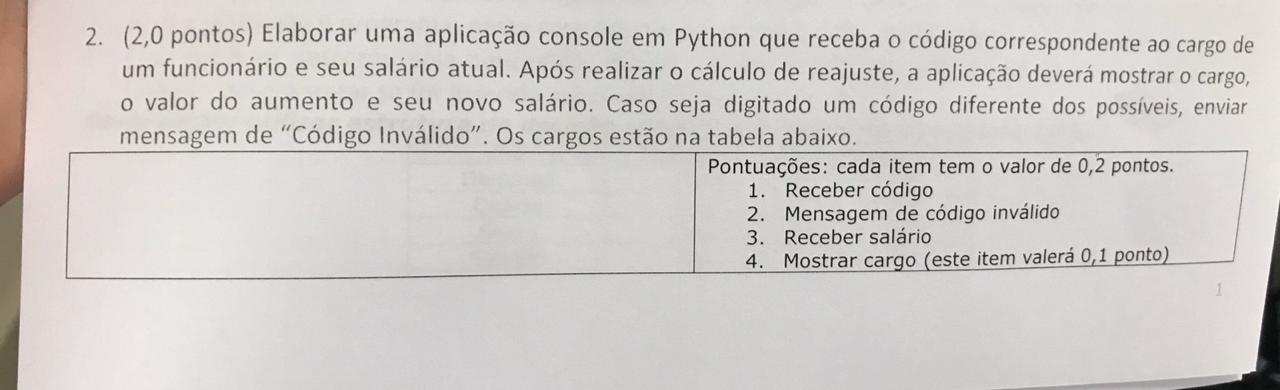 2. (2,0 pontos) Elaborar uma aplicação console em Python que receba o código correspondente ao cargo de
um funcionário e seu salário atual. Após realizar o cálculo de reajuste, a aplicação deverá mostrar o cargo,
o valor do aumento e seu novo salário. Caso seja digitado um código diferente dos possíveis, enviar
mensagem de “Código Inválido”. Os cargos estão na tabela abaixo.
Pontuações: cada item tem o valor de 0,2 pontos.
1. Receber código
2. Mensagem de código inválido
3. Receber salário
4. Mostrar cargo (este item valerá 0,1 ponto)
1